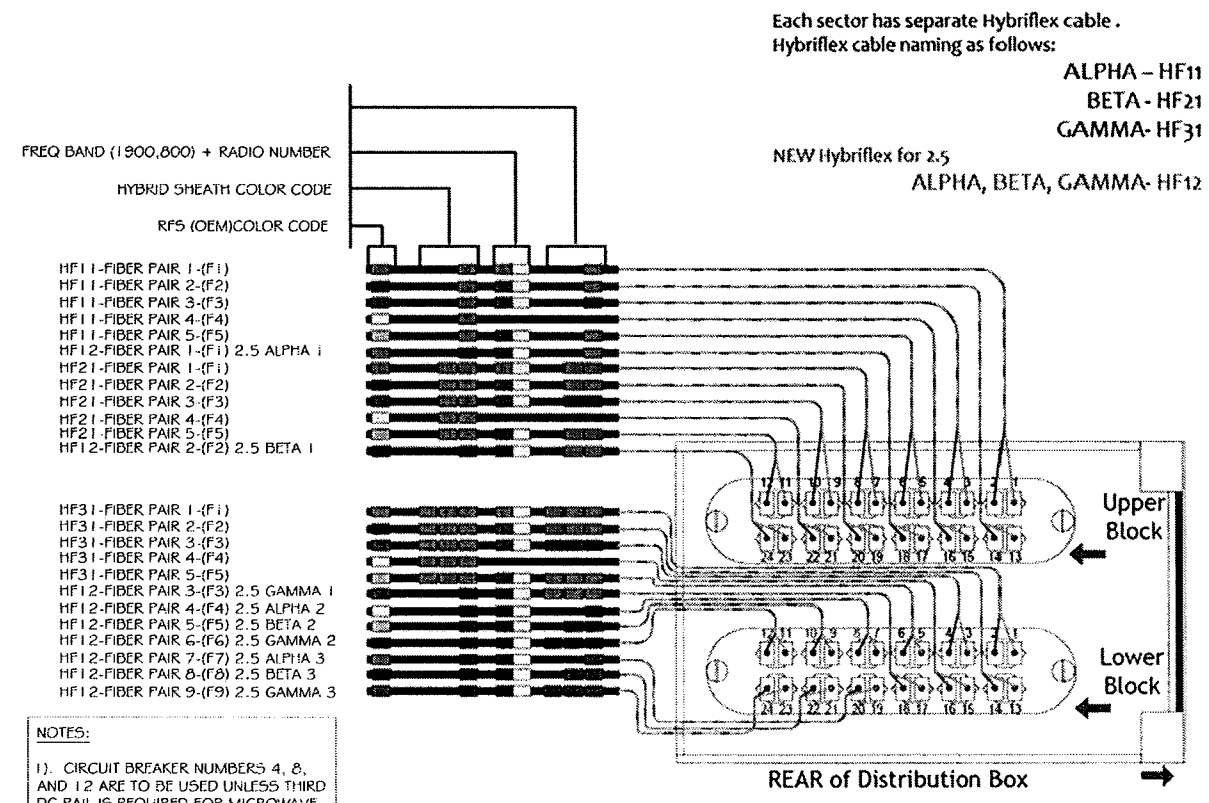 Each sector has separate Hybriflex cable .
Hybriflex cable naming as follows:
ALPHA – HF11
BETA - HF21
GAMMA- HF31
NEW Hybriflex for 2.5
ALPHA, BETA, GAMMA- HF12
FREQ BAND (1900,800) + RADIO NUMBER
HYBRID SHEATH COLOR CODE
RFS (OEM)COLOR CODE
HF11-FIBER PAIR 1-(F1)
HF11-FIBER PAIR 2-(F2)
HF11-FIBER PAIR 3-(F3)
HF11-FIBER PAIR 4-(F4)
HF11-FIBER PAIR 5-(F5)
HF12-FIBER PAIR 1-(F1) 2.5 ALPHA 1
HF21-FIBER PAIR 1-(F1)
HF21-FIBER PAIR 2-(F2)
HF21-FIBER PAIR 3-(F3)
HF21-FIBER PAIR 4-(F4)
HF21-FIBER PAIR 5-(F5)
HF12-FIBER PAIR 2-(F2) 2.5 BETA 1
HF31-FIBER PAIR 1-(F1)
HF31-FIBER PAIR 2-(F2)
HF31-FIBER PAIR 3-(F3)
HF31-FIBER PAIR 4-(F4)
HF31-FIBER PAIR 5-(F5)
HF12-FIBER PAIR 3-(F3) 2.5 GAMMA 1
HF12-FIBER PAIR 4-(F4) 2.5 ALPHA 2
HF12-FIBER PAIR 5-(F5) 2.5 BETA 2
HF12-FIBER PAIR 6-(F6) 2.5 GAMMA 2
HF12-FIBER PAIR 7-(F7) 2.5 ALPHA 3
HF12-FIBER PAIR 8-(F8) 2.5 BETA 3
HF12-FIBER PAIR 9-(F9) 2.5 GAMMA 3
12 11 10 9 8 7 6 5 4 3 2 1
24 23 22 21 20 19 18 17 16 15 14 13
Upper
Block
12 11 10 9 8 7 6 5 4 3 2 1
24 23 22 21 20 19 18 17 16 15 14 13
Lower
Block
REAR of Distribution Box
NOTES:
1). CIRCUIT BREAKER NUMBERS 4, 8,
AND 12 ARE TO BE USED UNLESS THIRD
DC RAIL IS REQUIRED FOR MICROWAVE